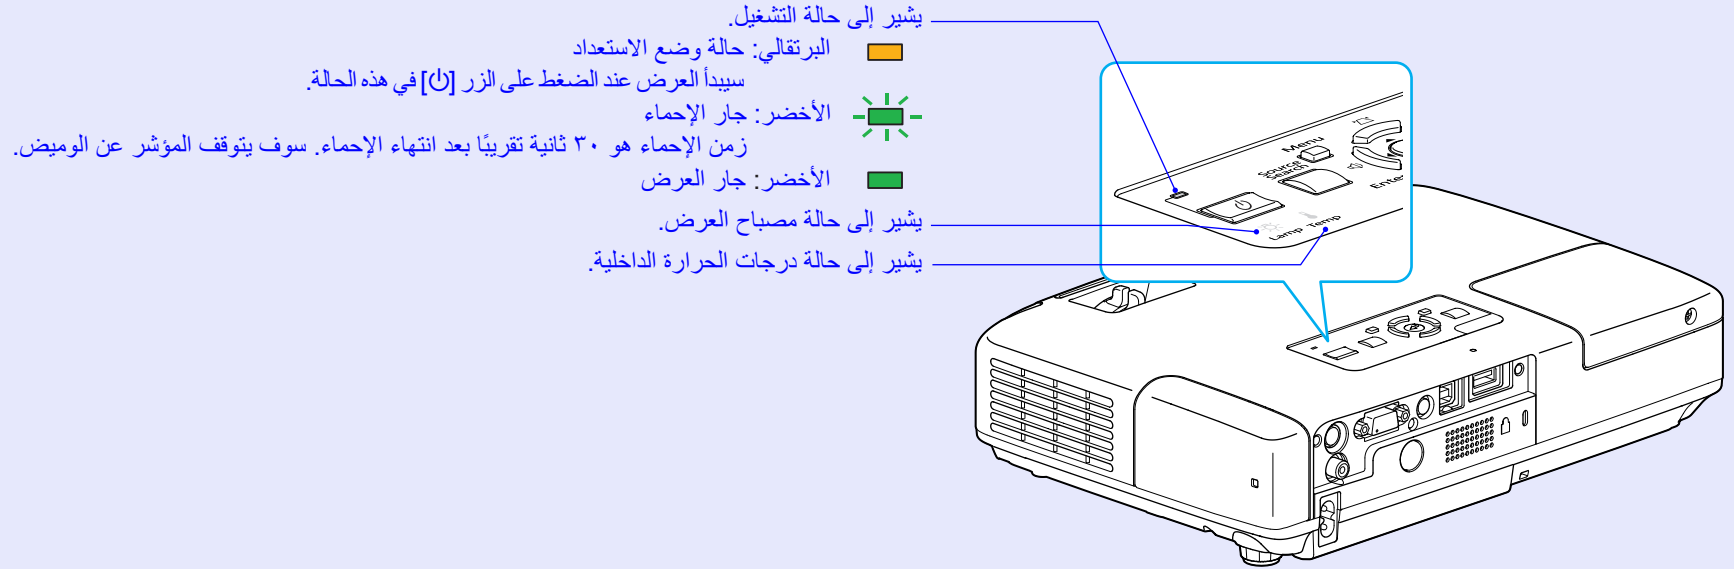 يشير إلى حالة التشغيل.
البرتقالي: حالة وضع الاستعداد
سيبدأ العرض عند الضغط على الزر [⏻] في هذه الحالة.
الأخضر: جار الإحماء
زمن الإحماء هو ٣٠ ثانية تقريبًا بعد انتهاء الإحماء. سوف يتوقف المؤشر عن الوميض.
الأخضر: جار العرض
يشير إلى حالة مصباح العرض.
يشير إلى حالة درجات الحرارة الداخلية.
Menu
Source
Search
Enter
Lamp Temp